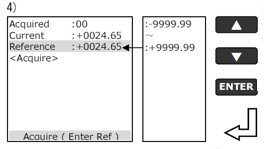 4)
Acquired :00
Current :+0024.65
Reference :+0024.65
<Acquire>
Acquire ( Enter Ref )
:-9999.99
~
:+9999.99
ENTER